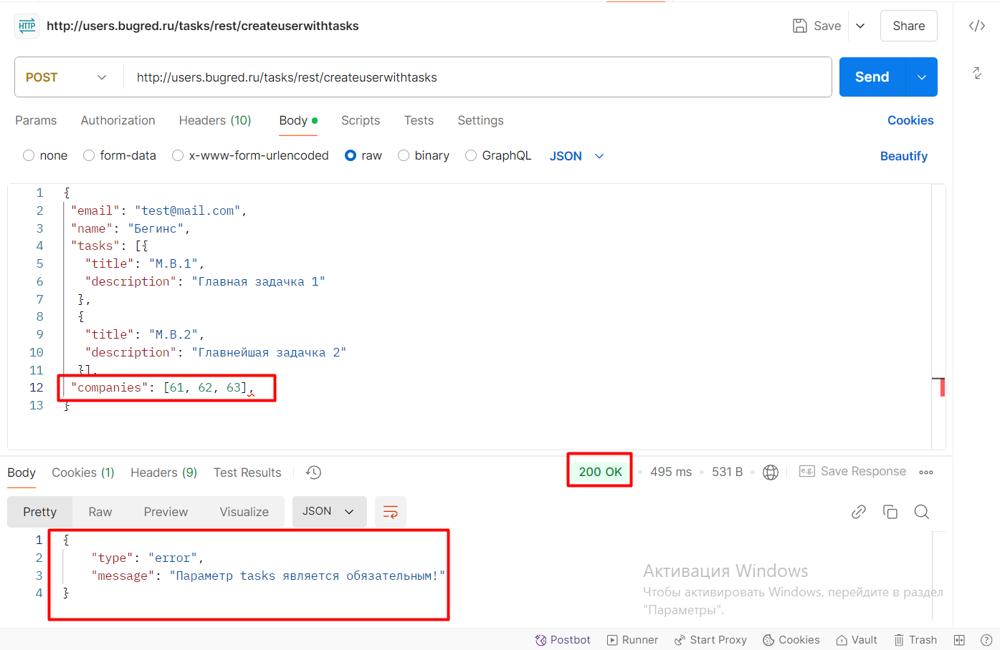 HTTP http://users.bugred.ru/tasks/rest/createuserwithtasks Save Share
POST http://users.bugred.ru/tasks/rest/createuserwithtasks Send
Params Authorization Headers (10) Body Scripts Tests Settings Cookies
none form-data x-www-form-urlencoded raw binary GraphQL JSON Beautify
1 {
2 "email": "test@mail.com",
3 "name": "Бегинс",
4 "tasks": [{
5 "title": "М.В.1",
6 "description": "Главная задачка 1"
7 },
8 {
9 "title": "М.В.2",
10 "description": "Главнейшая задачка 2"
11 }],
12 "companies": [61, 62, 63],
13 }
Body Cookies (1) Headers (9) Test Results 200 OK 495 ms 531 B e.g. Save Response
Pretty Raw Preview Visualize JSON
1 {
2 "type": "error",
3 "message": "Параметр tasks является обязательным!"
4 }
Активация Windows
Чтобы активировать Windows, перейдите в раздел
"Параметры".
Postbot Runner Start Proxy Cookies Vault Trash